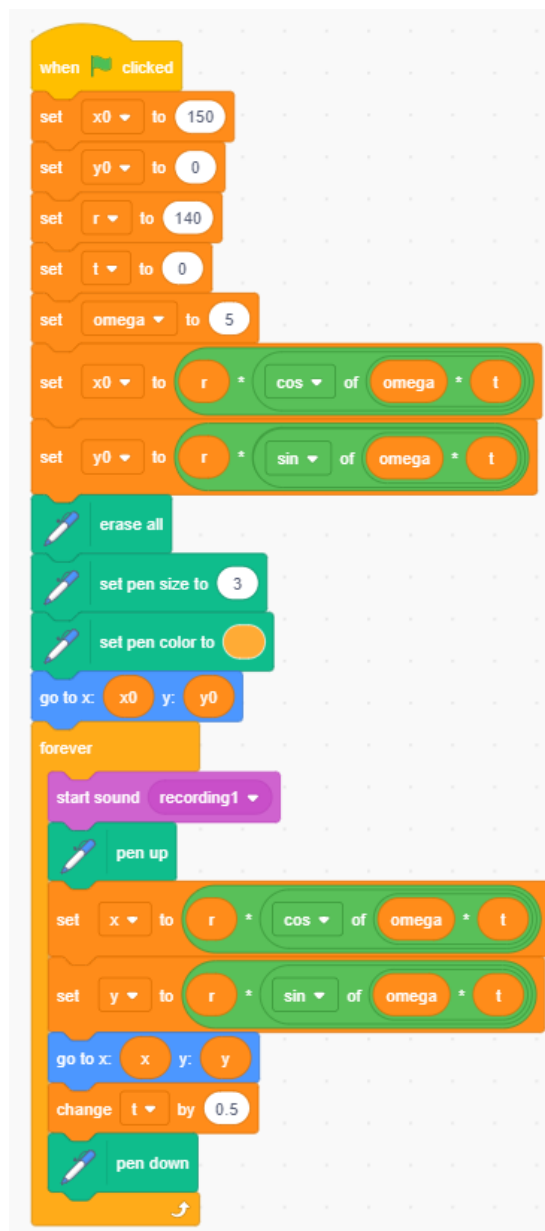 when clicked
set x0 to 150
set y0 to 0
set r to 140
set t to 0
set omega to 5
set x0 to r * cos of omega * t
set y0 to r * sin of omega * t
erase all
set pen size to 3
set pen color to
go to x: x0 y: y0
forever
start sound recording1
pen up
set x to r * cos of omega * t
set y to r * sin of omega * t
go to x: x y: y
change t by 0.5
pen down